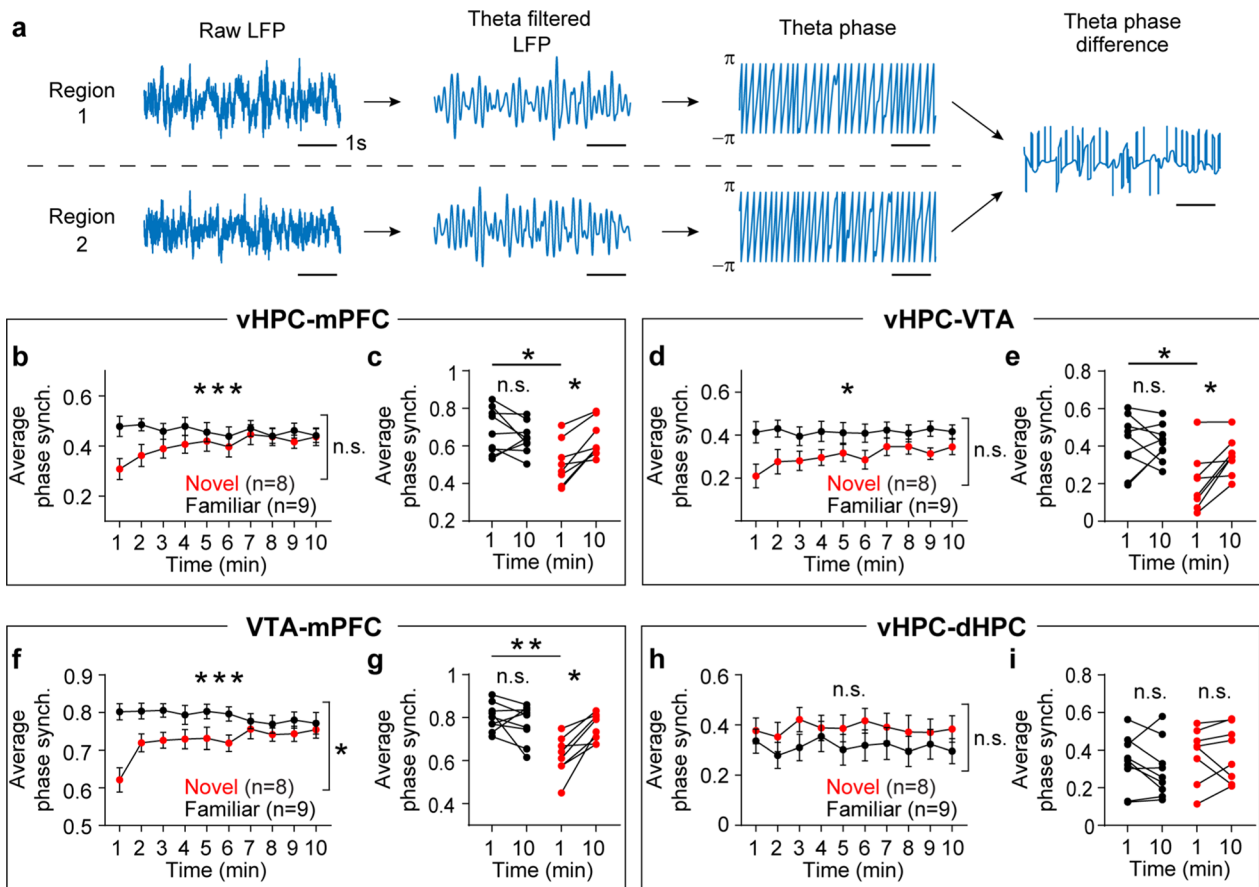 a
Raw LFP
Theta filtered
LFP
Theta phase
Theta phase
difference
Region
1
1s
π
−π
Region
2
π
−π
vHPC-mPFC
b
Average
phase synch.
0.6
0.4
0.2
***
n.s.
Novel (n=8)
Familiar (n=9)
1 2 3 4 5 6 7 8 9 10
Time (min)
c
Average
phase synch.
1
0.8
0.6
0.4
0.2
*
n.s.
*
1 10 1 10
Time (min)
vHPC-VTA
d
Average
phase synch.
0.6
0.4
0.2
0
*
n.s.
Novel (n=8)
Familiar (n=9)
1 2 3 4 5 6 7 8 9 10
Time (min)
e
Average
phase synch.
0.8
0.6
0.4
0.2
0
*
n.s.
*
1 10 1 10
Time (min)
VTA-mPFC
f
Average
phase synch.
0.9
0.8
0.7
0.6
0.5
***
*
Novel (n=8)
Familiar (n=9)
1 2 3 4 5 6 7 8 9 10
Time (min)
g
Average
phase synch.
1
0.8
0.6
0.4
**
n.s.
*
1 10 1 10
Time (min)
vHPC-dHPC
h
Average
phase synch.
0.6
0.4
0.2
0
n.s.
n.s.
Novel (n=8)
Familiar (n=9)
1 2 3 4 5 6 7 8 9 10
Time (min)
i
Average
phase synch.
0.8
0.6
0.4
0.2
0
n.s.
n.s.
1 10 1 10
Time (min)